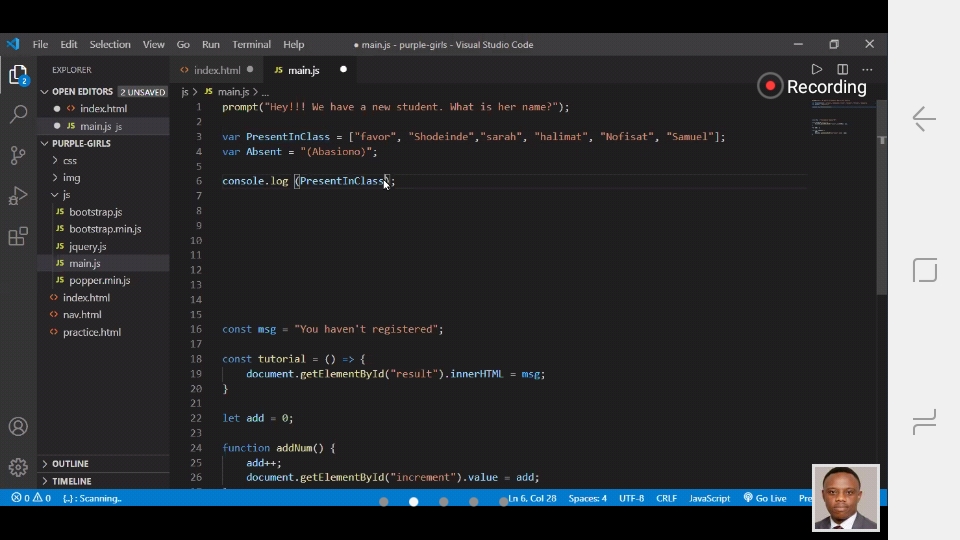 File Edit Selection View Go Run Terminal Help
● main.js - purple-girls - Visual Studio Code
EXPLORER
index.html
main.js
OPEN EDITORS 2 UNSAVED
js > JS main.js > ...
Recording
index.html
JS main.js js
PURPLE-GIRLS
css
img
js
JS bootstrap.js
JS bootstrap.min.js
JS jquery.js
JS main.js
JS popper.min.js
index.html
nav.html
practice.html
OUTLINE
TIMELINE
2
1 prompt("Hey!!! We have a new student. What is her name?");
2
3 var PresentInClass = ["favor", "Shodeinde","sarah", "halimat", "Nofisat", "Samuel"];
4 var Absent = "(Abasiono)";
5
6 console.log (PresentInClass);
7
8
9
10
11
12
13
14
15
16 const msg = "You haven't registered";
17
18 const tutorial = () => {
19 document.getElementById("result").innerHTML = msg;
20 }
21
22 let add = 0;
23
24 function addNum() {
25 add++;
26 document.getElementById("increment").value = add;
0 0 {..} : Scanning.. Ln 6, Col 28 Spaces: 4 UTF-8 CRLF JavaScript Go Live